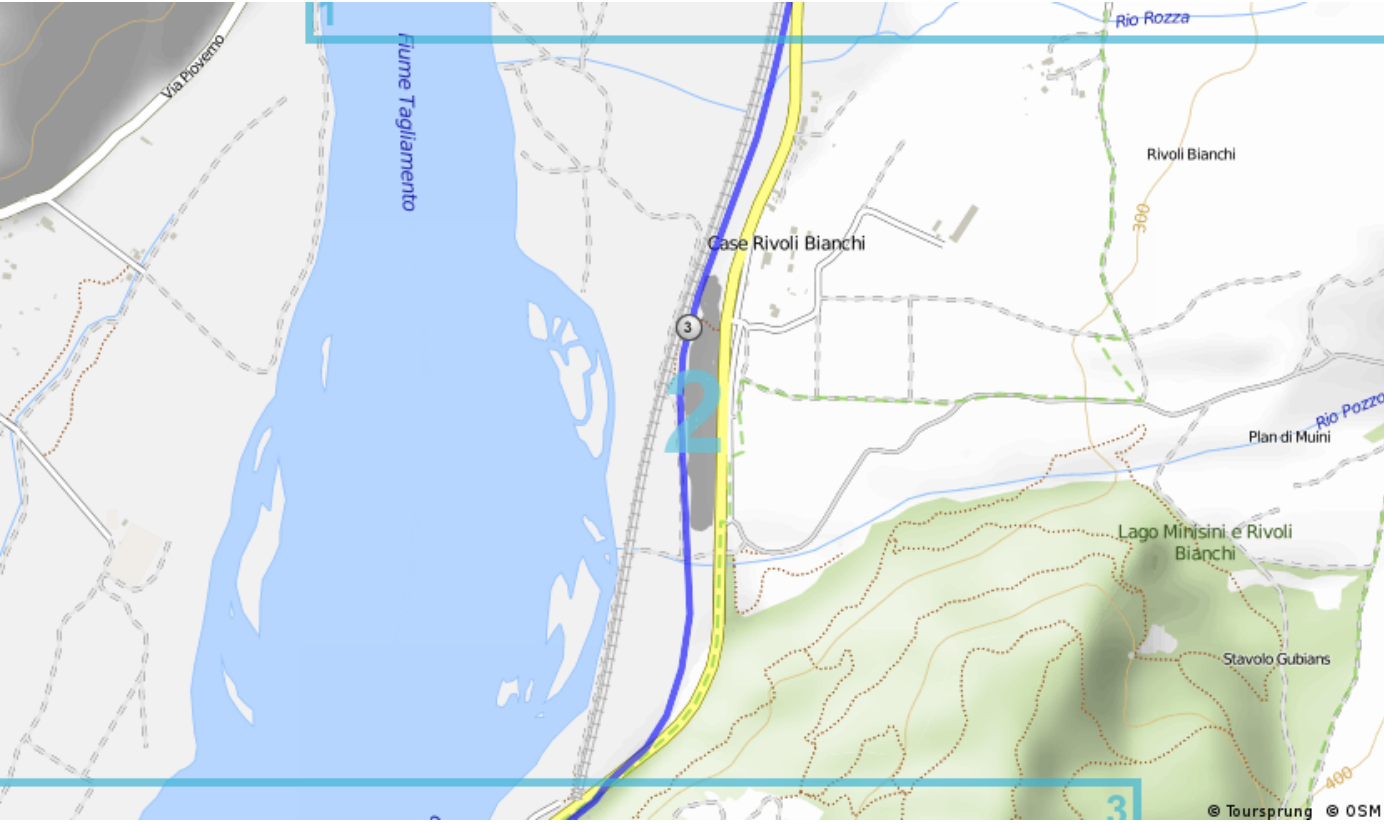 1
Rio Rozza
Via Pioverno
Fiume Tagliamento
Rivoli Bianchi
300
Case Rivoli Bianchi
3
2
Rio Pozzo
Plan di Muini
Lago Minisini e Rivoli
Bianchi
Stavolo Gubians
400
3
© Toursprung © OSM